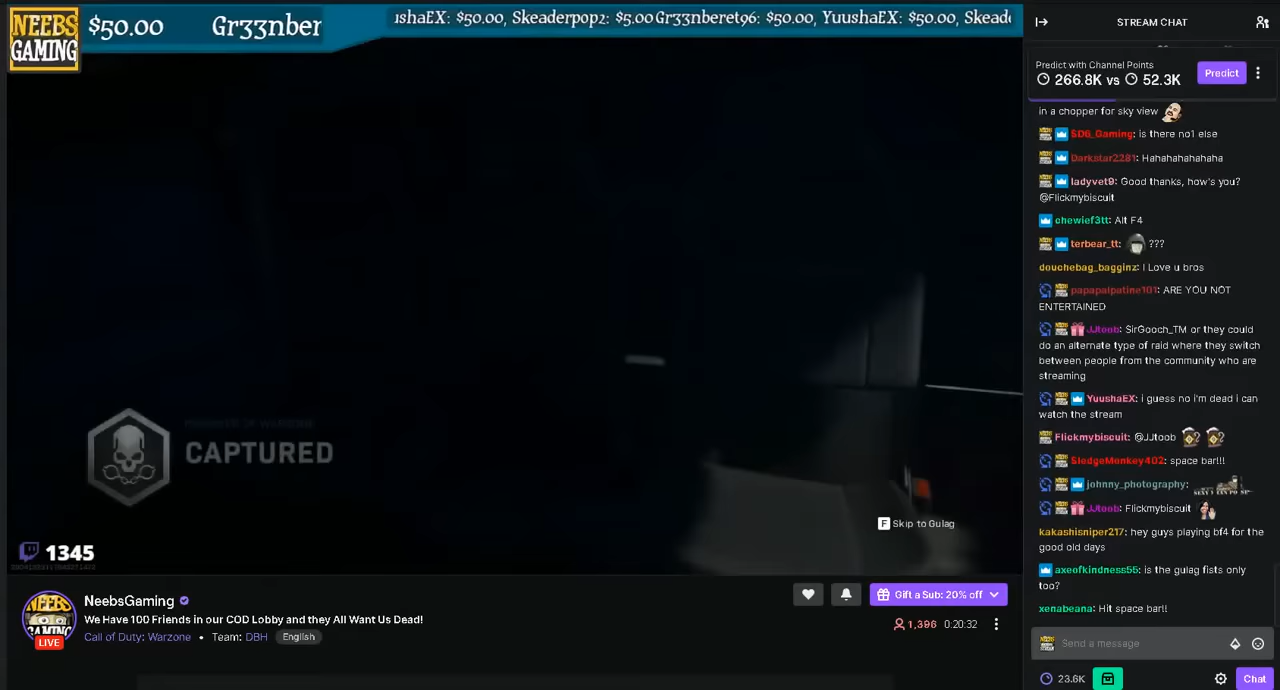 NEEBS
GAMING
$50.00 Gr33nber
ishaEX: $50.00, Skeaderpop2: $5.00Gr33nberet96: $50.00, YuushaEX: $50.00, Skeade
STREAM CHAT
Predict with Channel Points
266.8K vs 52.3K
Predict
in a chopper for sky view
SDG_Gaming: is there no1 else
Darkstar2281: Hahahahahahaha
ladyvet9: Good thanks, how's you?
@Flickmybiscuit
chewief3tt: Alt F4
terbear_tt: ???
douchebag_bagginz: I Love u bros
papapalpatine101: ARE YOU NOT
ENTERTAINED
JJtoob: SirGooch_TM or they could
do an alternate type of raid where they switch
between people from the community who are
streaming
YuushaEX: i guess no i'm dead i can
watch the stream
Flickmybiscuit: @JJtoob
SledgeMonkey402: space bar!!!
johnny_photography:
JJtoob: Flickmybiscuit
kakashisniper217: hey guys playing bf4 for the
good old days
axeofkindness55: is the gulag fists only
too?
xenabeana: Hit space bar!!
Send a message
23.6K
Chat
CAPTURED
F Skip to Gulag
1345
NEEBS
GAMING
LIVE
NeebsGaming
We Have 100 Friends in our COD Lobby and they All Want Us Dead!
Call of Duty: Warzone • Team: DBH English
Gift a Sub: 20% off
1,396 0:20:32